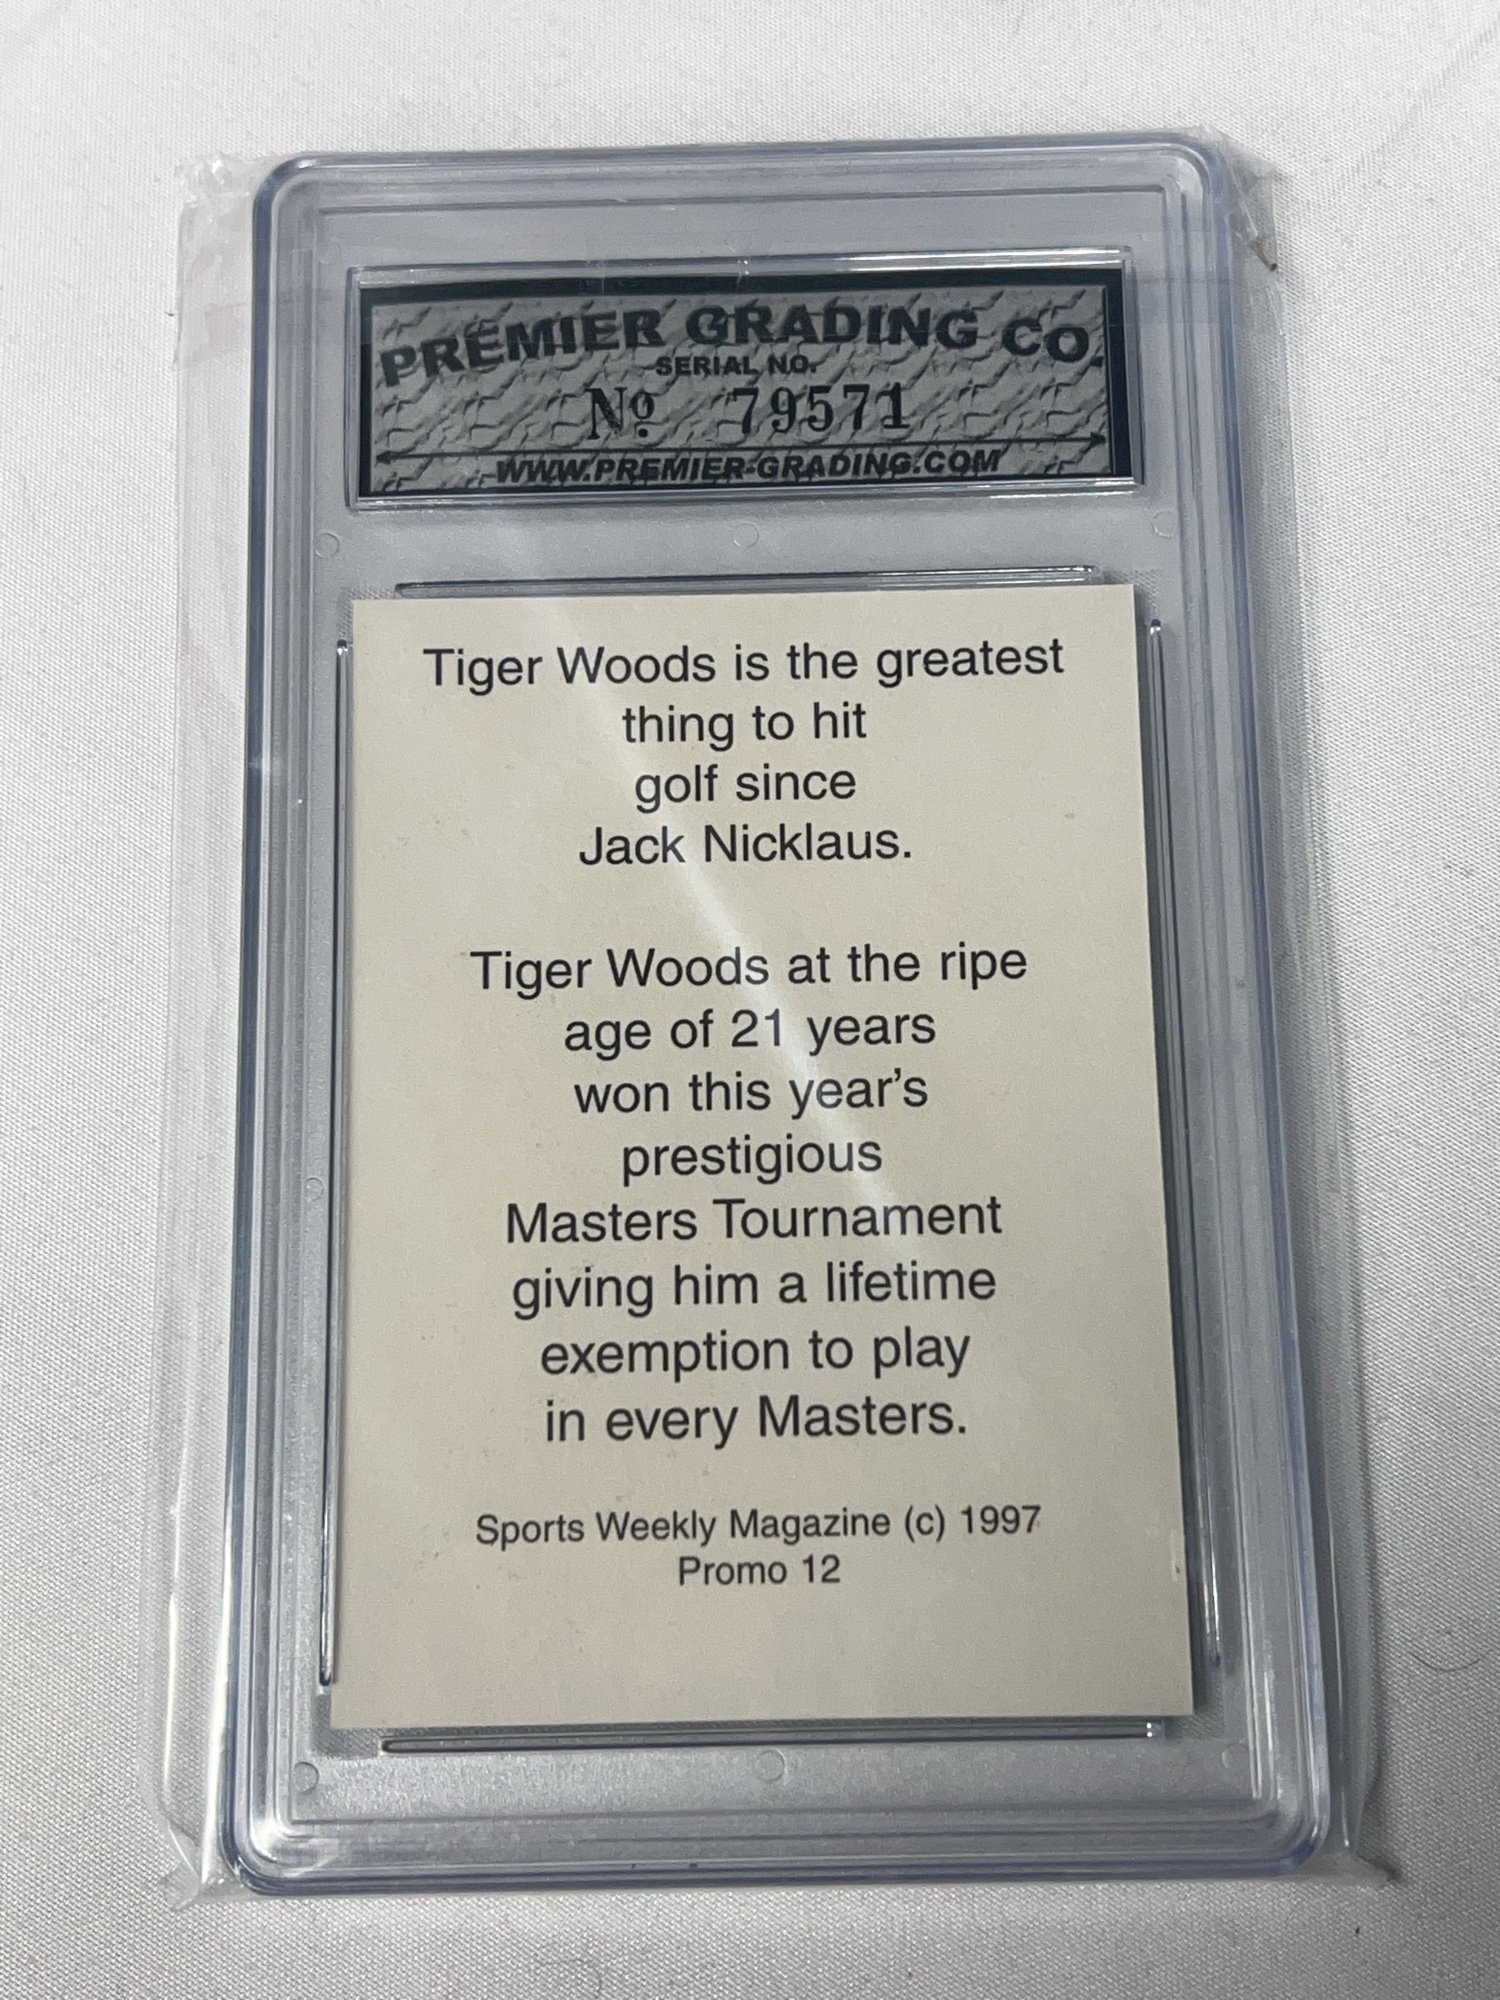 PREMIER GRADING CO.
SERIAL NO.
Nº 79571
WWW.PREMIER-GRADING.COM
Tiger Woods is the greatest
thing to hit
golf since
Jack Nicklaus.
Tiger Woods at the ripe
age of 21 years
won this year's
prestigious
Masters Tournament
giving him a lifetime
exemption to play
in every Masters.
Sports Weekly Magazine (c) 1997
Promo 12